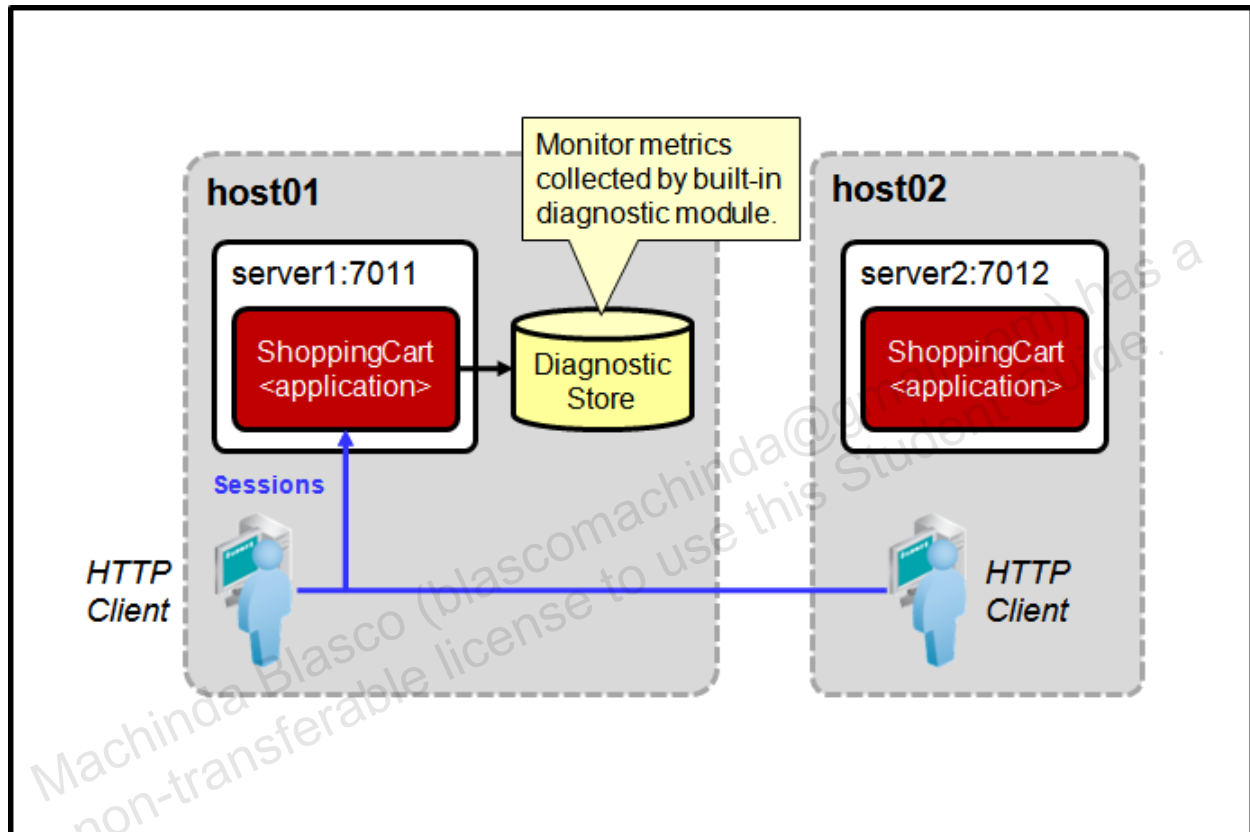 Monitor metrics
collected by built-in
diagnostic module.
host01
host02
server1:7011
server2:7012
ShoppingCart
<application>
Diagnostic
Store
ShoppingCart
<application>
Sessions
HTTP
Client
HTTP
Client
Machinda Blasco (blascomachinda@gmail.com) has a
non-transferable license to use this Student Guide.